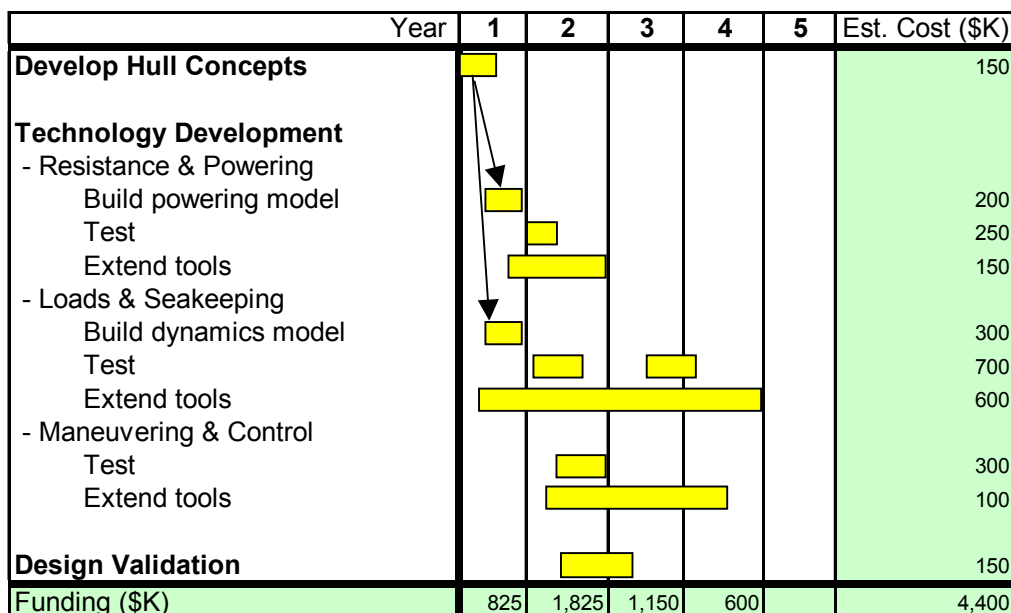 Year 1 2 3 4 5 Est. Cost ($K)
Develop Hull Concepts 150
Technology Development
- Resistance & Powering
Build powering model 200
Test 250
Extend tools 150
- Loads & Seakeeping
Build dynamics model 300
Test 700
Extend tools 600
- Maneuvering & Control
Test 300
Extend tools 100
Design Validation 150
Funding ($K) 825 1,825 1,150 600 4,400